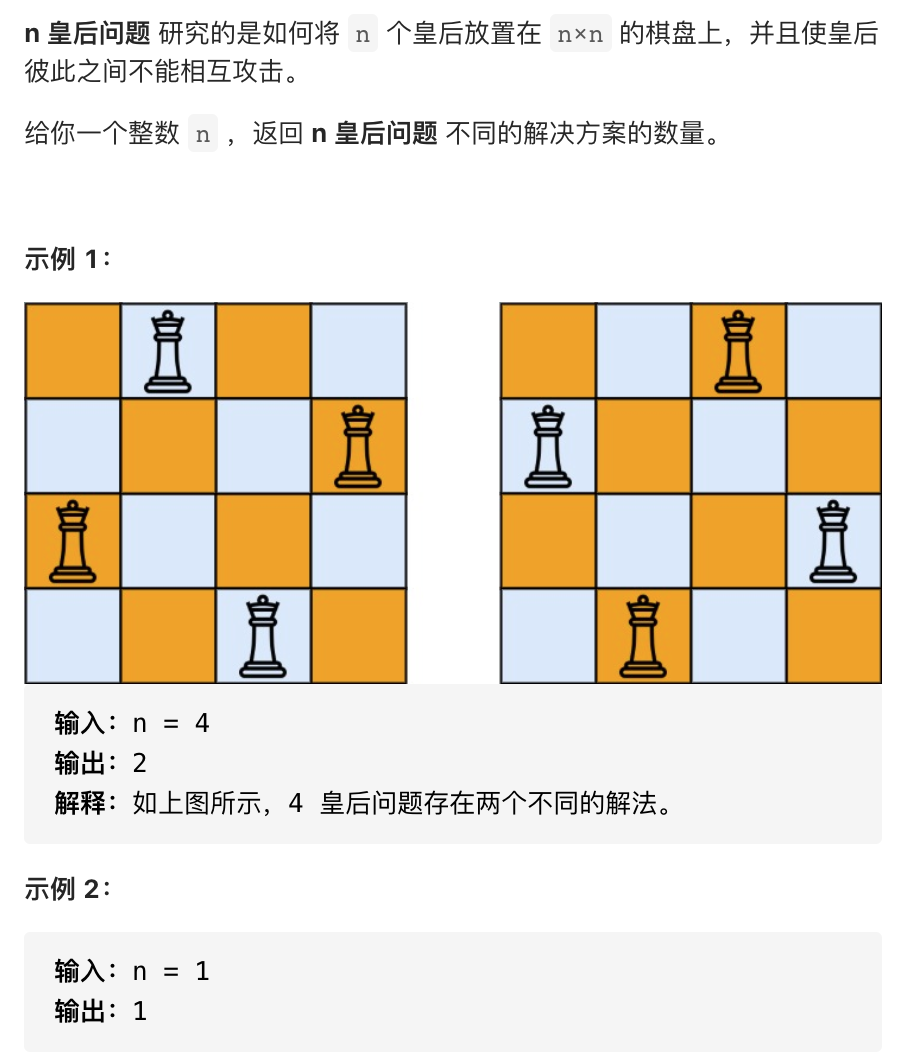 n 皇后问题 研究的是如何将 n 个皇后放置在 n×n 的棋盘上，并且使皇后
彼此之间不能相互攻击。
给你一个整数 n ，返回 n 皇后问题 不同的解决方案的数量。
示例 1：
输入：n = 4
输出：2
解释：如上图所示，4 皇后问题存在两个不同的解法。
示例 2：
输入：n = 1
输出：1